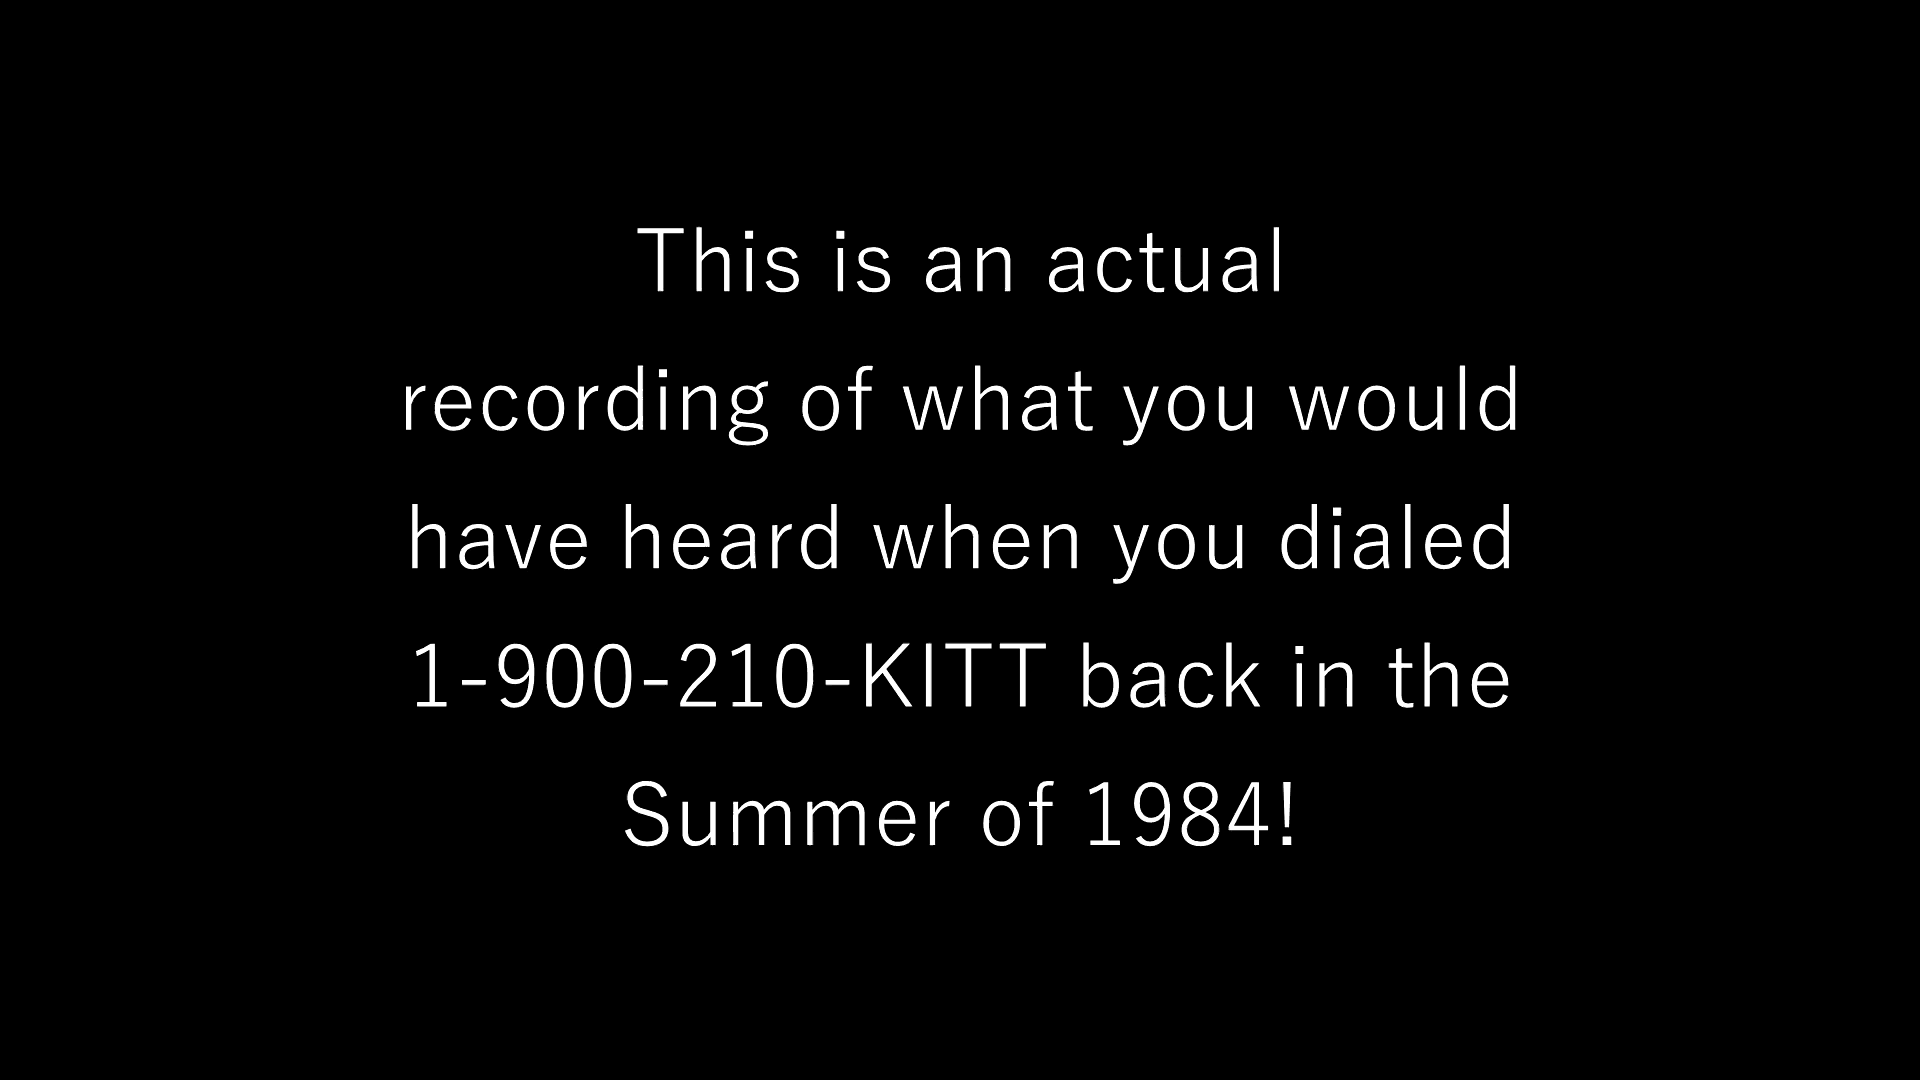 This is an actual
recording of what you would
have heard when you dialed
1-900-210-KITT back in the
Summer of 1984!